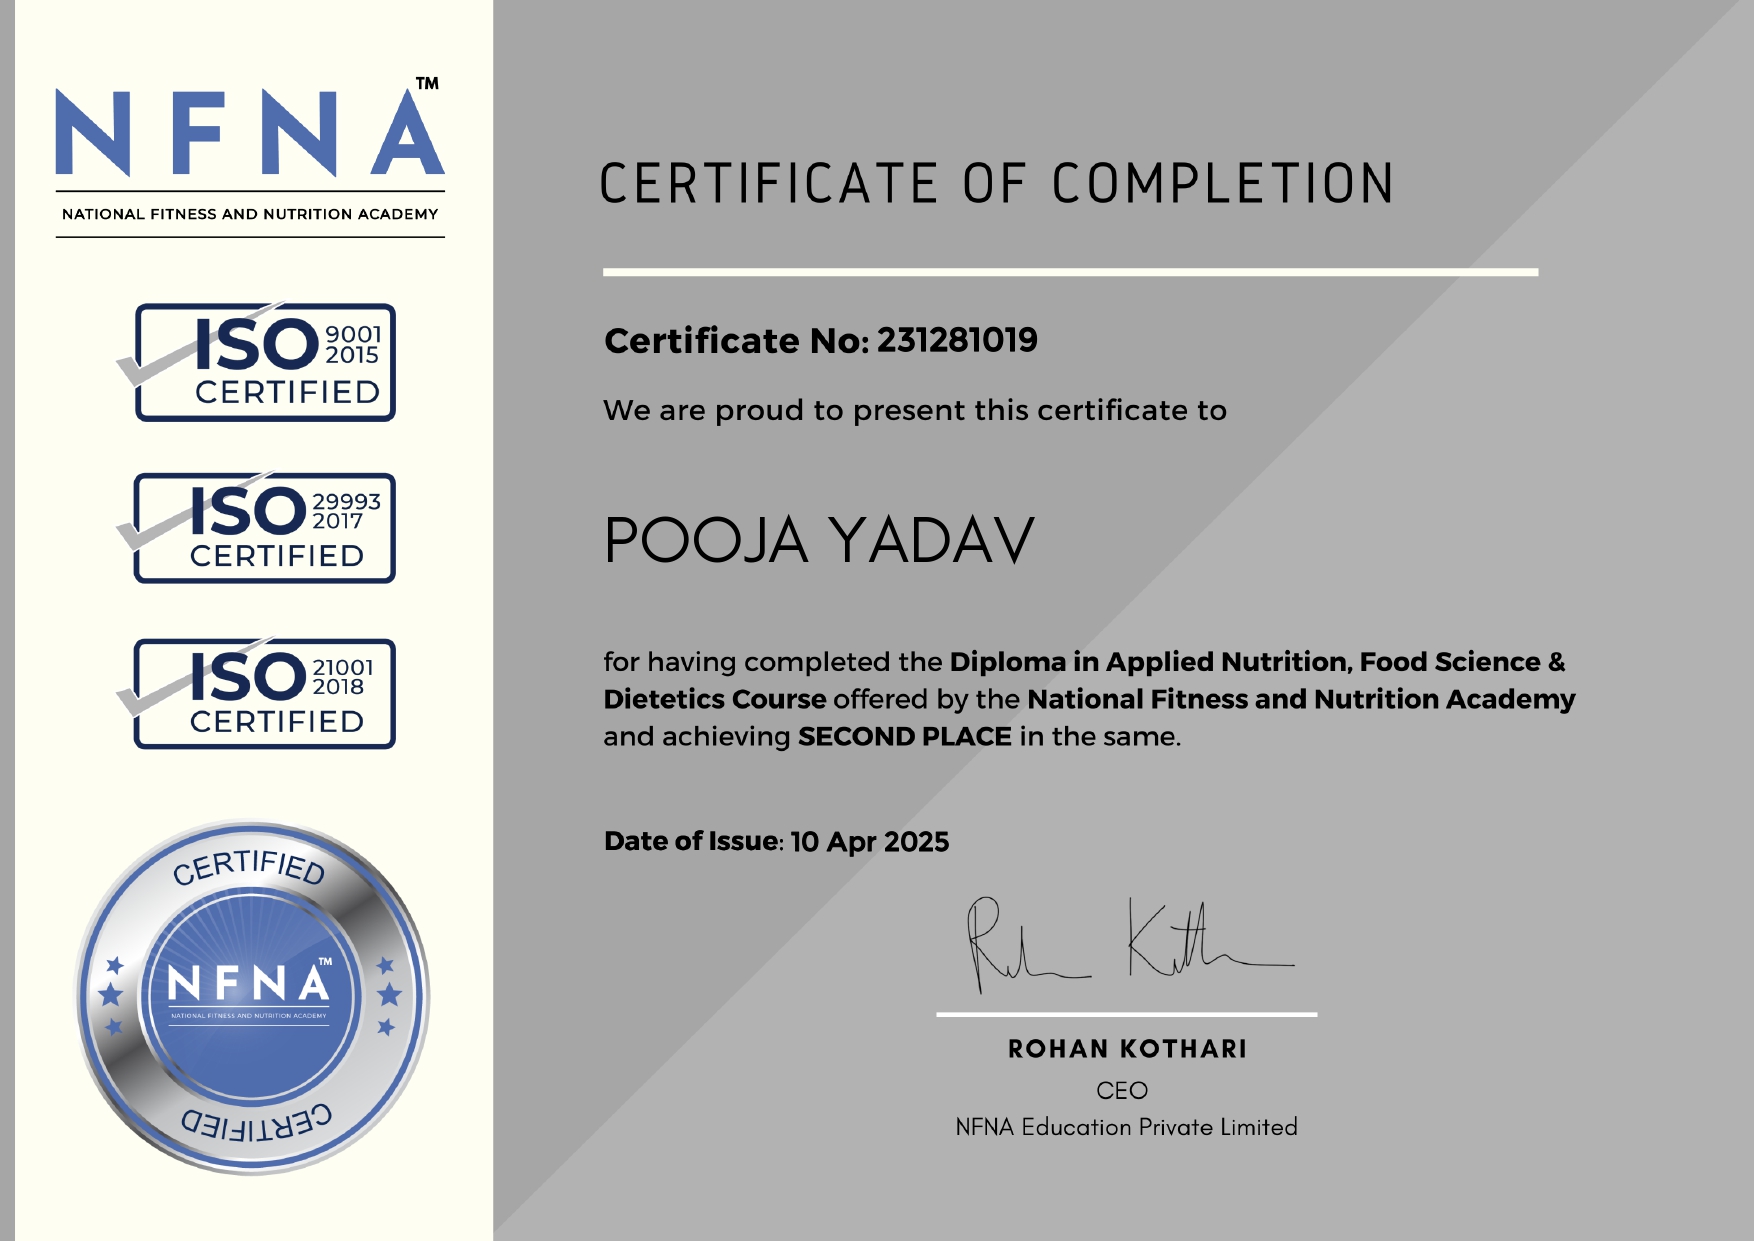 NFNA™
NATIONAL FITNESS AND NUTRITION ACADEMY
ISO 9001 2015
CERTIFIED
ISO 29993 2017
CERTIFIED
ISO 21001 2018
CERTIFIED
CERTIFIED
NFNA™
NATIONAL FITNESS AND NUTRITION ACADEMY
CERTIFIED
CERTIFICATE OF COMPLETION
Certificate No: 231281019
We are proud to present this certificate to
POOJA YADAV
for having completed the Diploma in Applied Nutrition, Food Science &
Dietetics Course offered by the National Fitness and Nutrition Academy
and achieving SECOND PLACE in the same.
Date of Issue: 10 Apr 2025
ROHAN KOTHARI
CEO
NFNA Education Private Limited